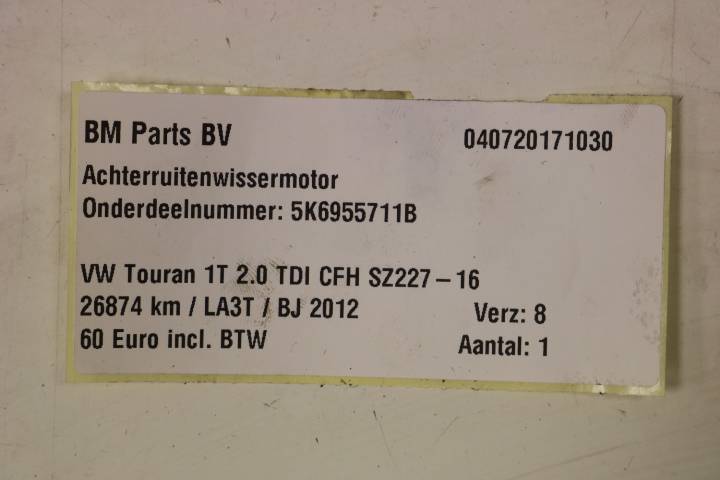 BM Parts BV 040720171030
Achterruitenwissermotor
Onderdeelnummer: 5K6955711B
VW Touran 1T 2.0 TDI CFH SZ227-16
26874 km / LA3T / BJ 2012 Verz: 8
60 Euro incl. BTW Aantal: 1